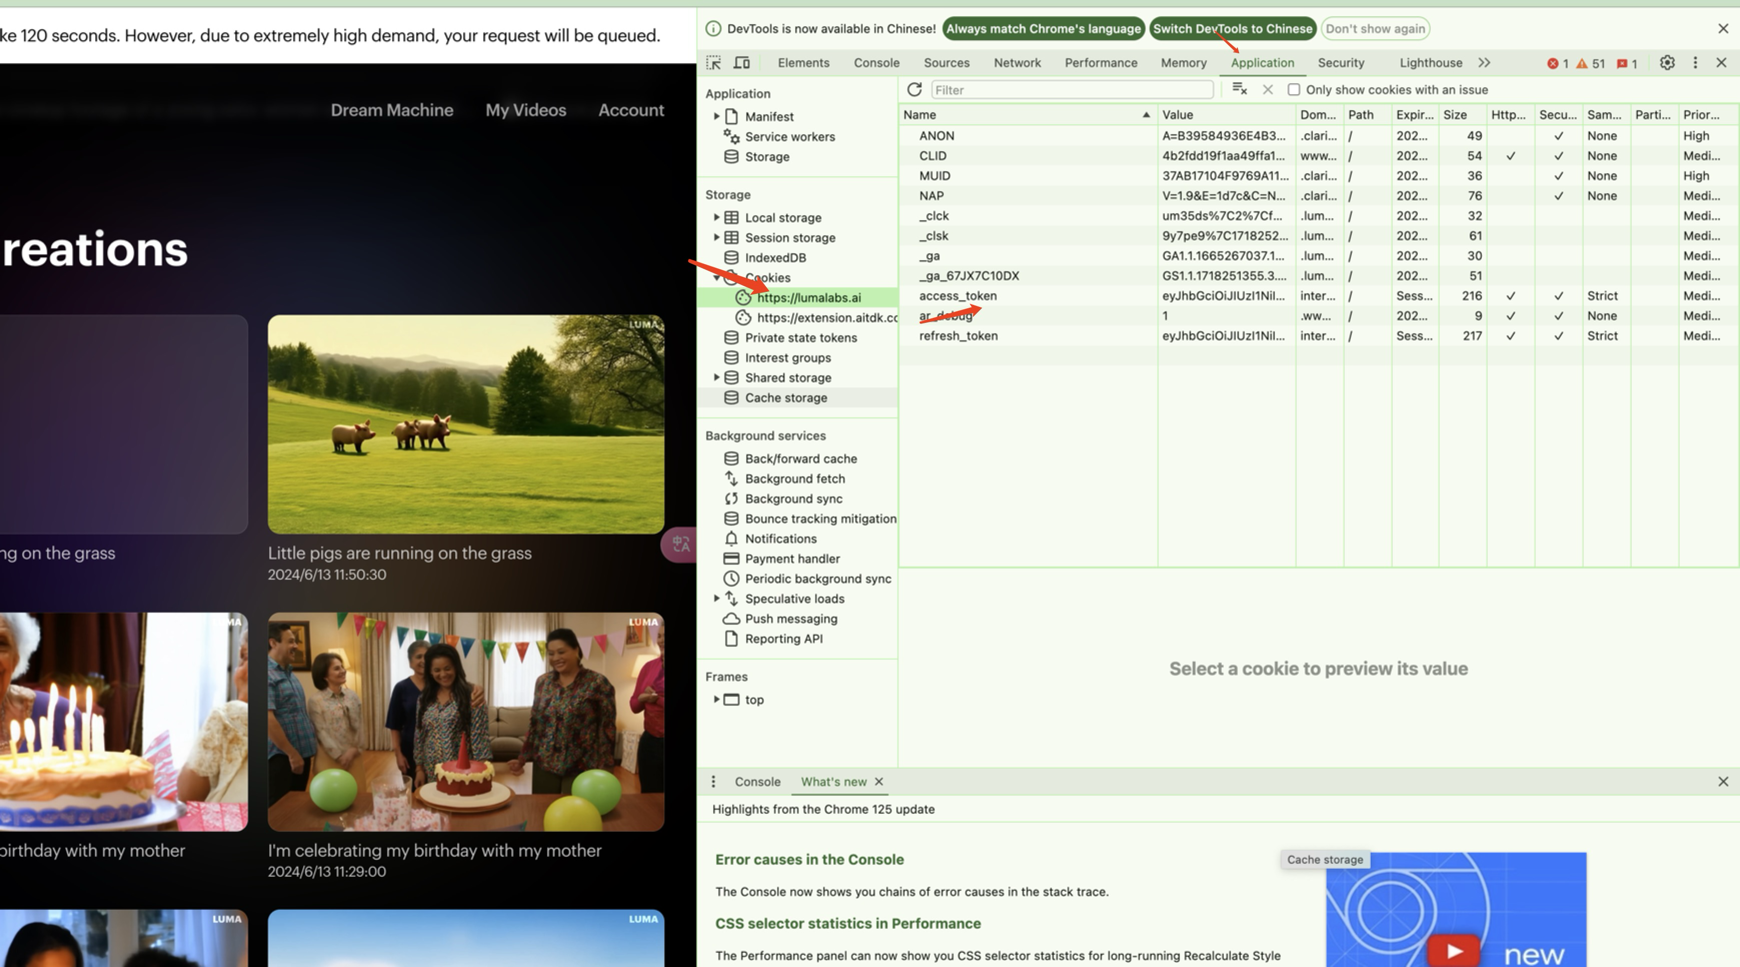 ke 120 seconds. However, due to extremely high demand, your request will be queued.
Dream Machine My Videos Account
reations
LUMA
ng on the grass
Little pigs are running on the grass
2024/6/13 11:50:30
MA
LUMA
birthday with my mother
I'm celebrating my birthday with my mother
2024/6/13 11:29:00
LUMA
LUMA
DevTools is now available in Chinese! Always match Chrome's language Switch DevTools to Chinese Don't show again
Elements Console Sources Network Performance Memory Application Security Lighthouse 1 51 1
Application
Manifest
Service workers
Storage
Storage
Local storage
Session storage
IndexedDB
Cookies
https://lumalabs.ai
https://extension.aitdk.cc
Private state tokens
Interest groups
Shared storage
Cache storage
Background services
Back/forward cache
Background fetch
Background sync
Bounce tracking mitigation
Notifications
Payment handler
Periodic background sync
Speculative loads
Push messaging
Reporting API
Frames
top
Filter Only show cookies with an issue
Name Value Dom... Path Expir... Size Http... Secu... Sam... Parti... Prior...
ANON A=B39584936E4B3... .clari... / 202... 49 ✓ None High
CLID 4b2fdd19f1aa49ffa1... www... / 202... 54 ✓ ✓ None Medi...
MUID 37AB17104F9769A11... .clari... / 202... 36 ✓ None High
NAP V=1.9&E=1d7c&C=N... .clari... / 202... 76 ✓ None Medi...
_clck um35ds%7C2%7Cf... .lum... / 202... 32 Medi...
_clsk 9y7pe9%7C1718252... .lum... / 202... 61 Medi...
_ga GA1.1.1665267037.1... .lum... / 202... 30 Medi...
_ga_67JX7C10DX GS1.1.1718251355.3.... .lum... / 202... 51 Medi...
access_token eyJhbGciOiJIUzI1NiI... inter... / Sess... 216 ✓ ✓ Strict Medi...
ar_debug 1 .ww... / 202... 9 ✓ ✓ None Medi...
refresh_token eyJhbGciOiJIUzI1NiI... inter... / Sess... 217 ✓ ✓ Strict Medi...
Select a cookie to preview its value
Console What's new
Highlights from the Chrome 125 update
Error causes in the Console
The Console now shows you chains of error causes in the stack trace.
CSS selector statistics in Performance
The Performance panel can now show you CSS selector statistics for long-running Recalculate Style
Cache storage
new